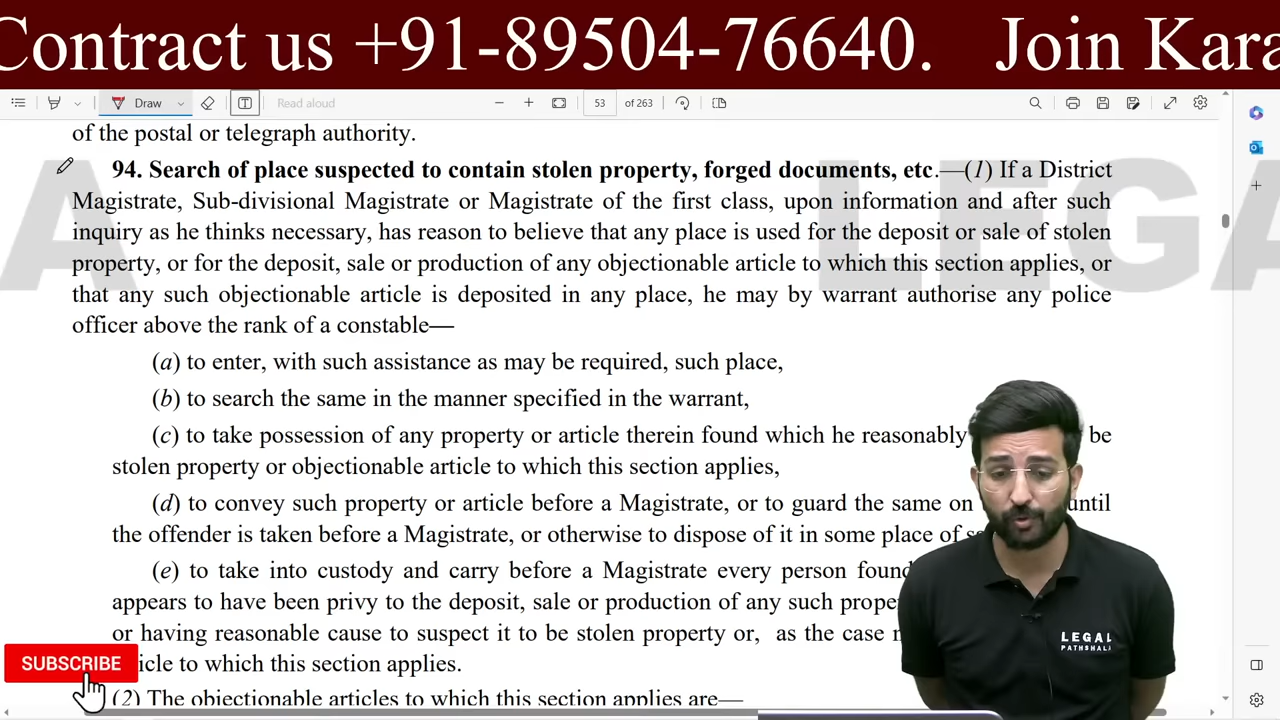 Contract us +91-89504-76640. Join Kara
Draw
Read aloud
53 of 263
of the postal or telegraph authority.
94. Search of place suspected to contain stolen property, forged documents, etc.—(1) If a District
Magistrate, Sub-divisional Magistrate or Magistrate of the first class, upon information and after such
inquiry as he thinks necessary, has reason to believe that any place is used for the deposit or sale of stolen
property, or for the deposit, sale or production of any objectionable article to which this section applies, or
that any such objectionable article is deposited in any place, he may by warrant authorise any police
officer above the rank of a constable—
(a) to enter, with such assistance as may be required, such place,
(b) to search the same in the manner specified in the warrant,
(c) to take possession of any property or article therein found which he reasonably be
stolen property or objectionable article to which this section applies,
(d) to convey such property or article before a Magistrate, or to guard the same on until
the offender is taken before a Magistrate, or otherwise to dispose of it in some place of
(e) to take into custody and carry before a Magistrate every person found
appears to have been privy to the deposit, sale or production of any such
or having reasonable cause to suspect it to be stolen property or, as the case
to which this section applies.
(2) The objectionable articles to which this section applies are—
A LEGA
LEGAL
PATHSHALA
SUBSCRIBE